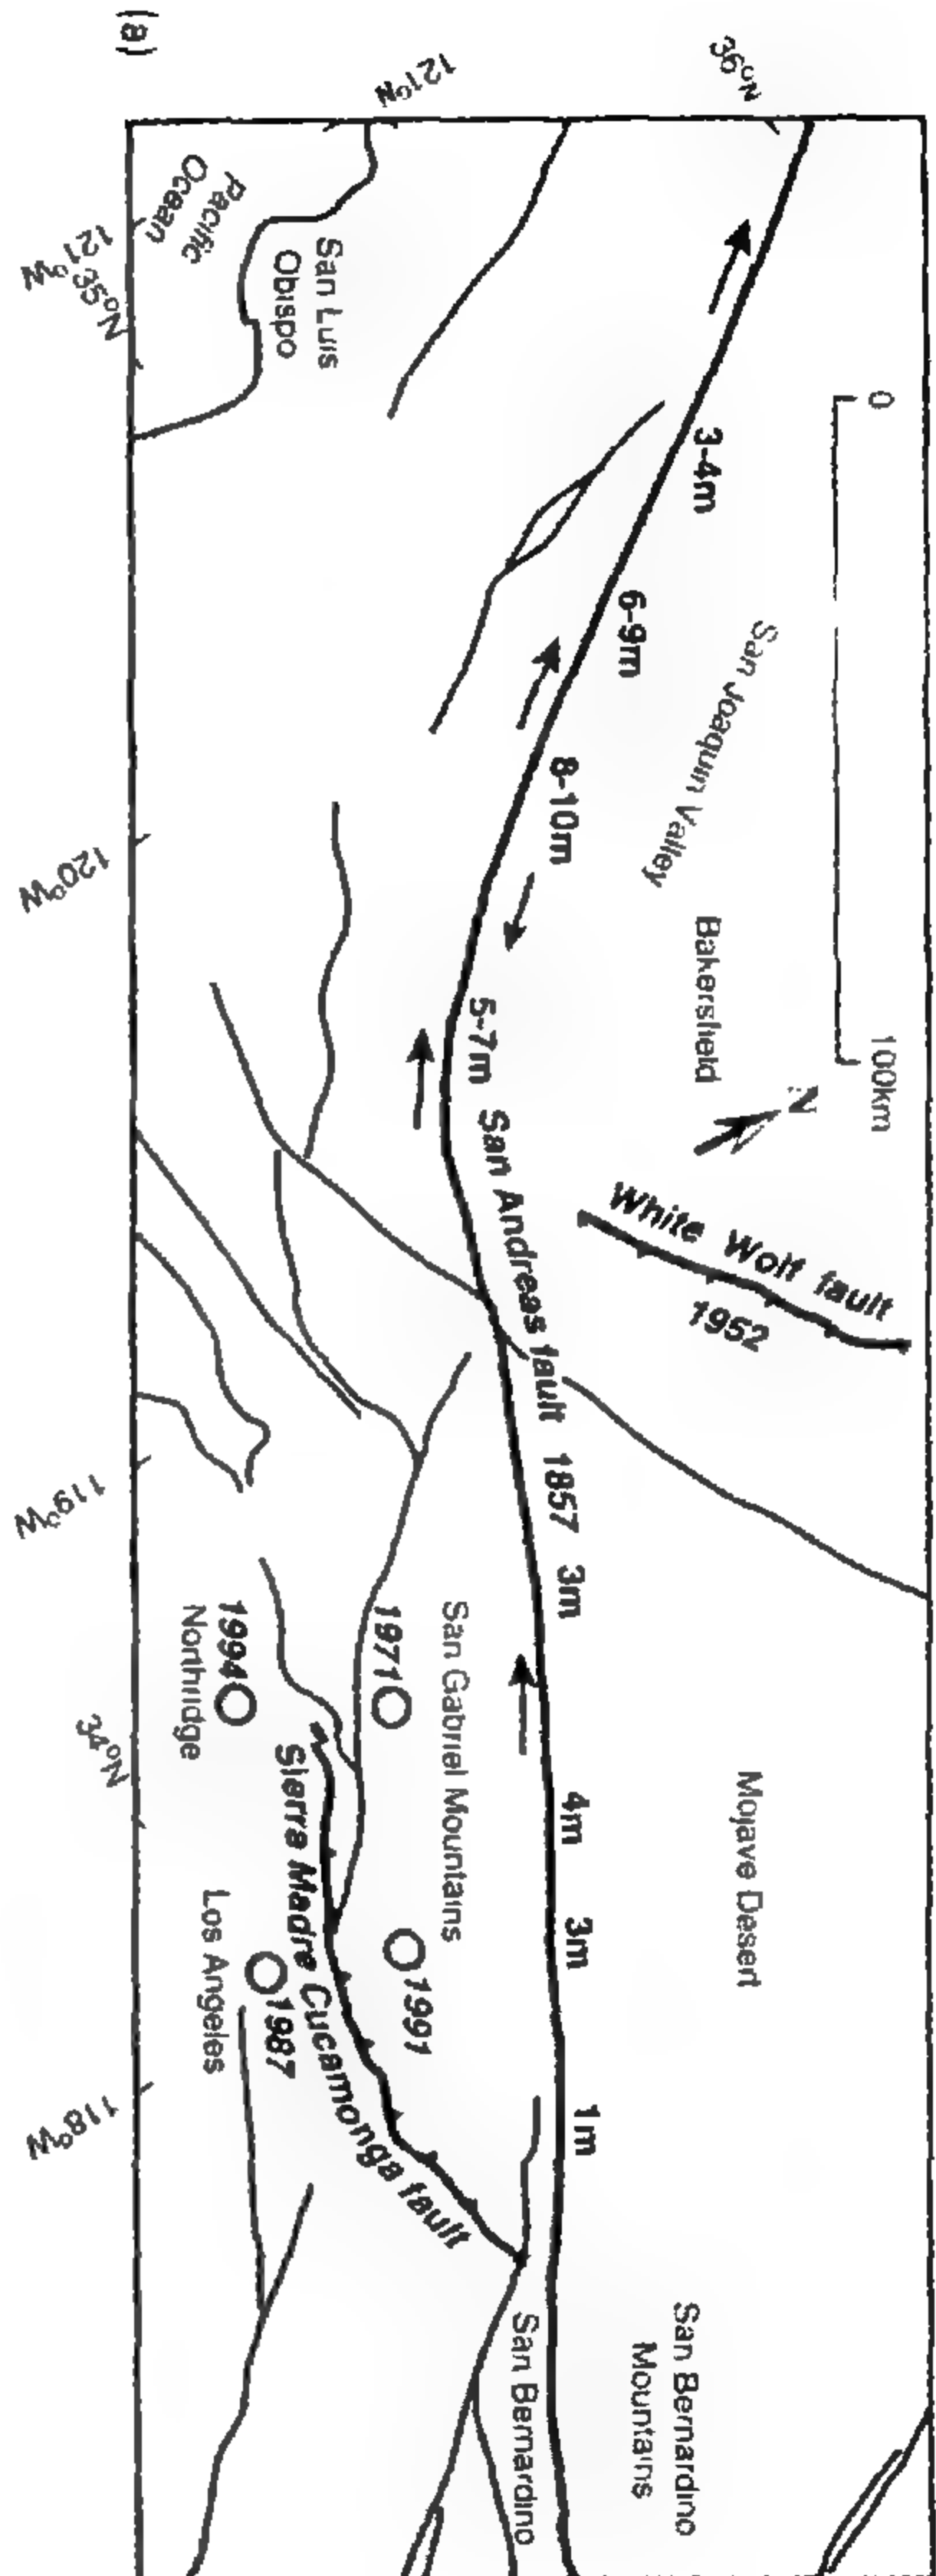 (a)
121°N
36°N
Pacific
Ocean
121°
W
35°
N
San Luis
Obispo
0
100km
3-4m
6-9m
San Joaquin Valley
8-10m
120°W
Bakersfield
N
5-7m
San Andreas fault 1857
White Wolf fault
1952
119°W
3m
1994
Northridge
1971
San Gabriel Mountains
34°N
Mojave Desert
4m
3m
Sierra Madre Cucamonga fault
Los Angeles
1987
1991
118°W
1m
San Bernardino
San Bernardino
Mountains